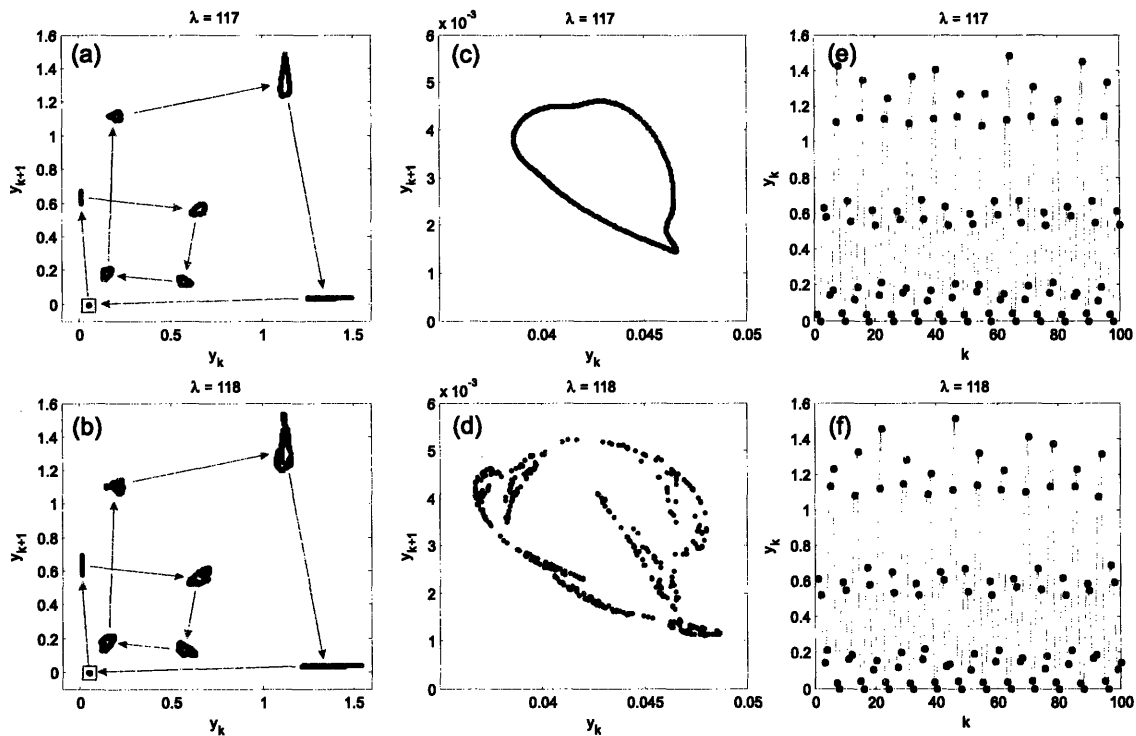 λ = 117
(a)
1.6
1.4
1.2
1
0.8
0.6
0.4
0.2
0
y_{k+1}
0
0.5
1
1.5
y_k
λ = 117
x 10^{-3}
(c)
6
5
4
3
2
1
0
y_{k+1}
0.04
0.045
0.05
y_k
λ = 117
(e)
1.6
1.4
1.2
1
0.8
0.6
0.4
0.2
0
y_k
0
20
40
60
80
100
k
λ = 118
(b)
1.6
1.4
1.2
1
0.8
0.6
0.4
0.2
0
y_{k+1}
0
0.5
1
1.5
y_k
λ = 118
x 10^{-3}
(d)
6
5
4
3
2
1
0
y_{k+1}
0.04
0.045
0.05
y_k
λ = 118
(f)
1.6
1.4
1.2
1
0.8
0.6
0.4
0.2
0
y_k
0
20
40
60
80
100
k